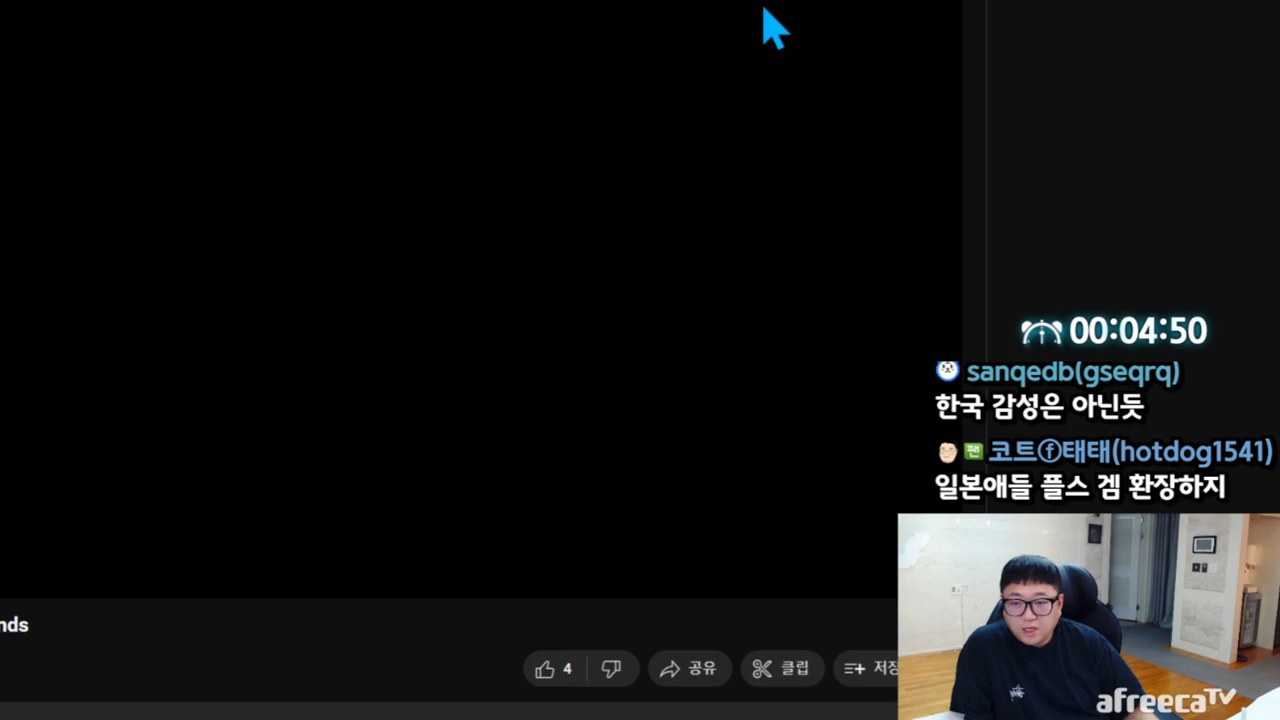 00:04:50
sanqedb(gseqrq)
한국 감성은 아닌듯
짠 코트ⓕ태태(hotdog1541)
일본애들 플스 겜 환장하지
nds
4 공유 클립 저장
afreecaTV